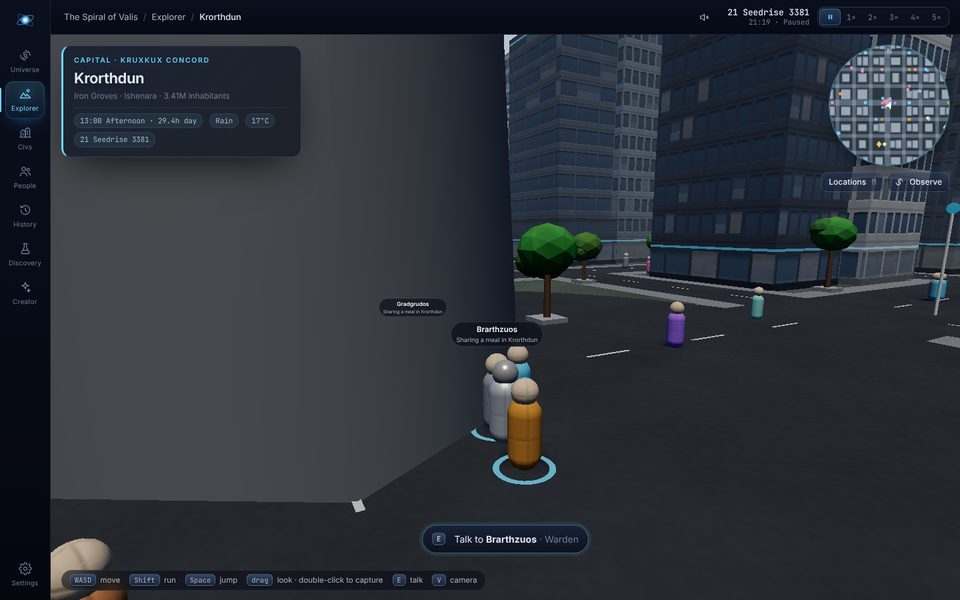 The Spiral of Valis / Explorer / Krorthdun
21 Seedrise 3381
21:19 · Paused
1× 2× 3× 4× 5×
Universe
Explorer
Civs
People
History
Discovery
Creator
Settings
CAPITAL · KRUXKUX CONCORD
Krorthdun
Iron Groves · Ishenara · 3.41M inhabitants
13:00 Afternoon · 29.4h day Rain 17°C
21 Seedrise 3381
Locations M Observe
Gradgrudos
Sharing a meal in Krorthdun
Brarthzuos
Sharing a meal in Krorthdun
E Talk to Brarthzuos · Warden
WASD move Shift run Space jump drag look · double-click to capture E talk V camera